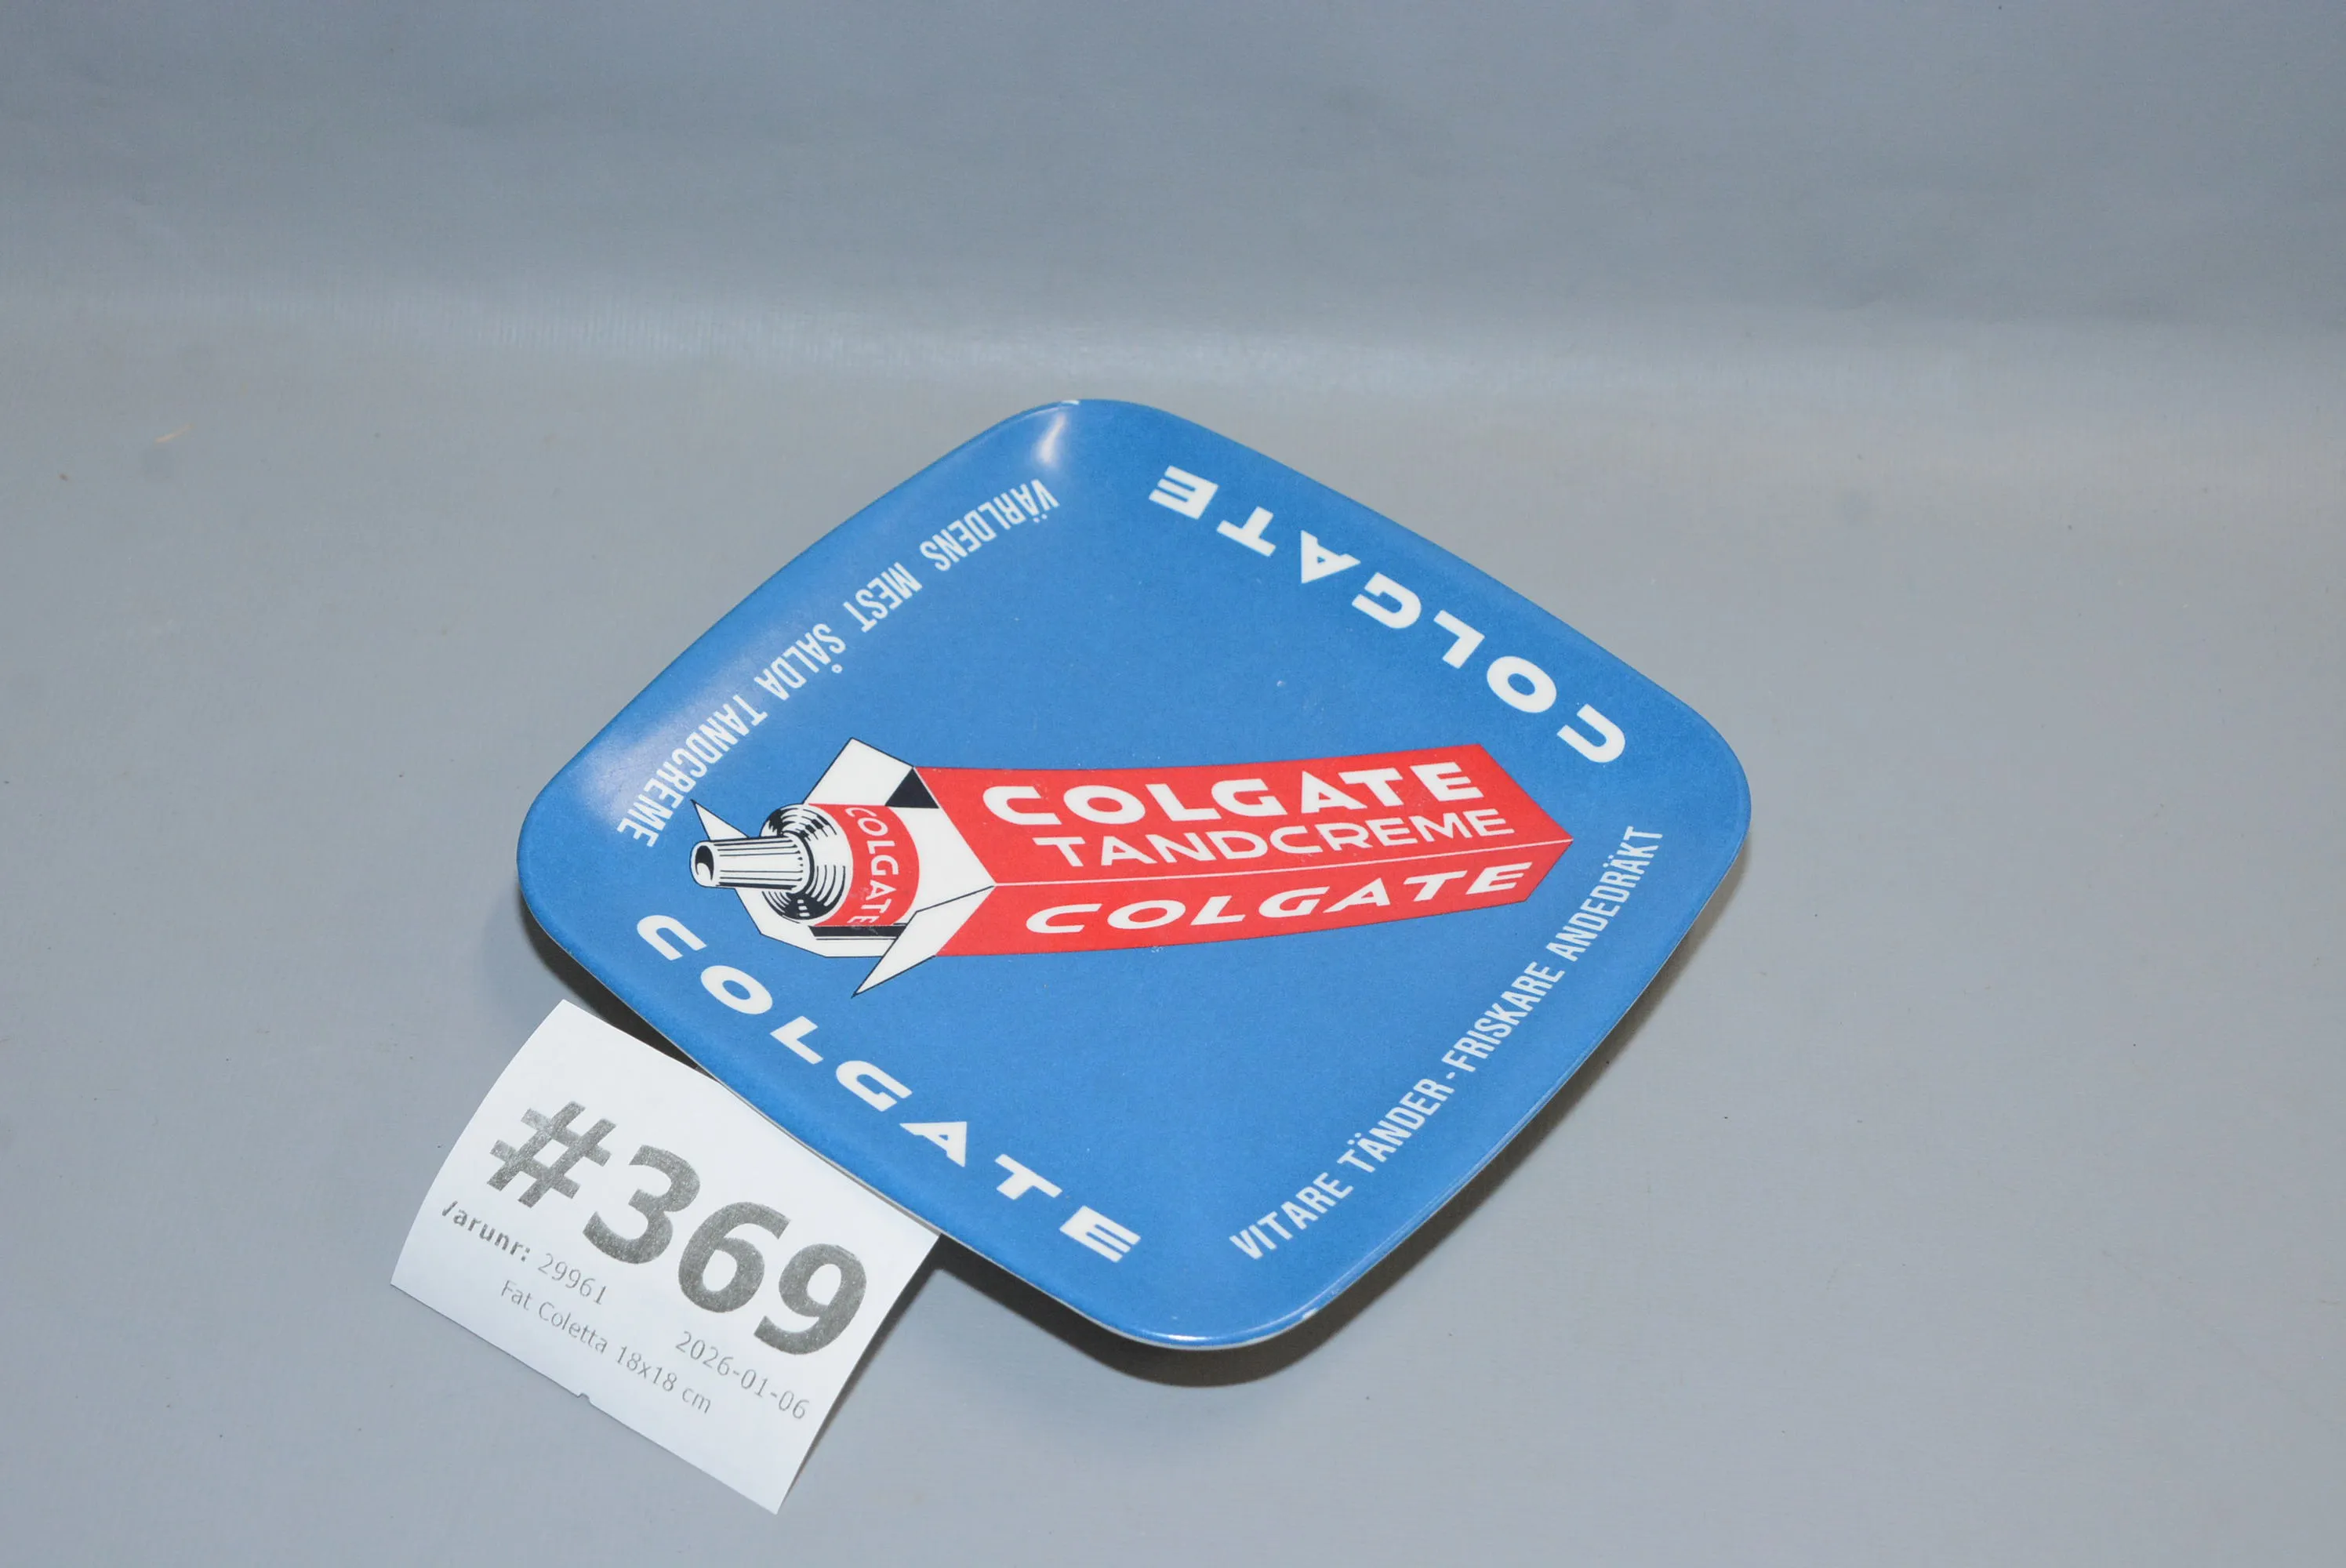 COLGATE
VÄRLDENS MEST SÅLDA TANDCREME
COLGATE
TANDCREME
COLGATE
COLGATE
COLGATE
VITARE TÄNDER - FRISKARE ANDEDRÄKT
#369
Varunr: 29961
2026-01-06
Fat Coletta 18x18 cm